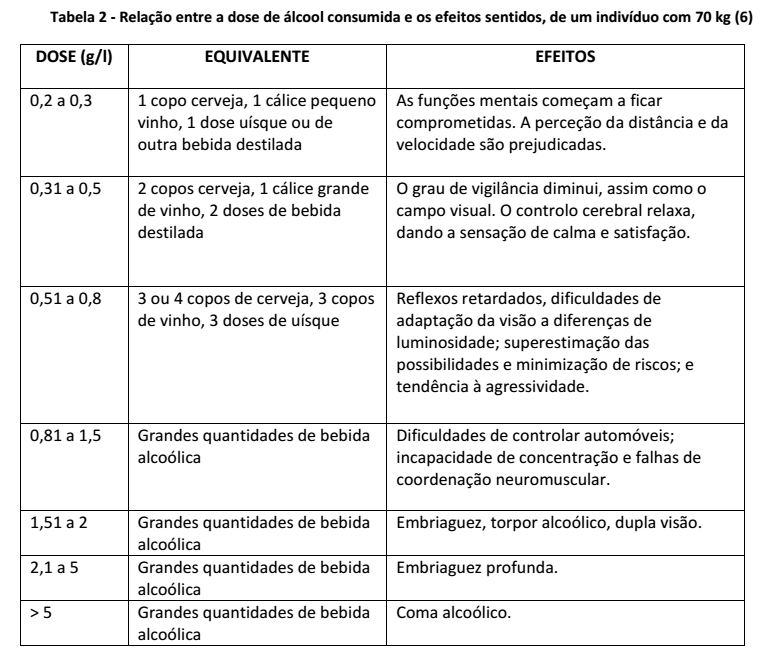 Tabela 2 - Relação entre a dose de álcool consumida e os efeitos sentidos, de um indivíduo com 70 kg (6)
DOSE (g/l)
EQUIVALENTE
EFEITOS
0,2 a 0,3
1 copo cerveja, 1 cálice pequeno
vinho, 1 dose uísque ou de
outra bebida destilada
As funções mentais começam a ficar
comprometidas. A perceção da distância e da
velocidade são prejudicadas.
0,31 a 0,5
2 copos cerveja, 1 cálice grande
de vinho, 2 doses de bebida
destilada
O grau de vigilância diminui, assim como o
campo visual. O controlo cerebral relaxa,
dando a sensação de calma e satisfação.
0,51 a 0,8
3 ou 4 copos de cerveja, 3 copos
de vinho, 3 doses de uísque
Reflexos retardados, dificuldades de
adaptação da visão a diferenças de
luminosidade; superestimação das
possibilidades e minimização de riscos; e
tendência à agressividade.
0,81 a 1,5
Grandes quantidades de bebida
alcoólica
Dificuldades de controlar automóveis;
incapacidade de concentração e falhas de
coordenação neuromuscular.
1,51 a 2
Grandes quantidades de bebida
alcoólica
Embriaguez, torpor alcoólico, dupla visão.
2,1 a 5
Grandes quantidades de bebida
alcoólica
Embriaguez profunda.
> 5
Grandes quantidades de bebida
alcoólica
Coma alcoólico.